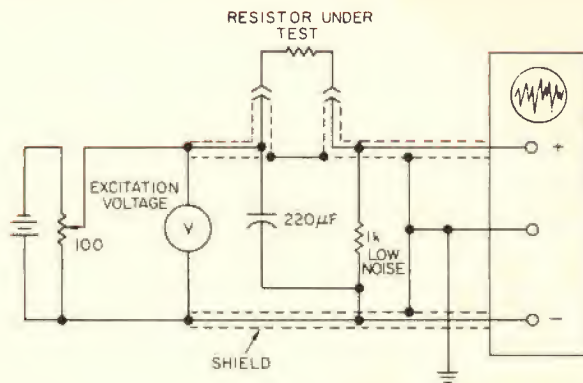 RESISTOR UNDER
TEST
+
EXCITATION
VOLTAGE
V
220µF
1k
LOW
NOISE
100
−
SHIELD